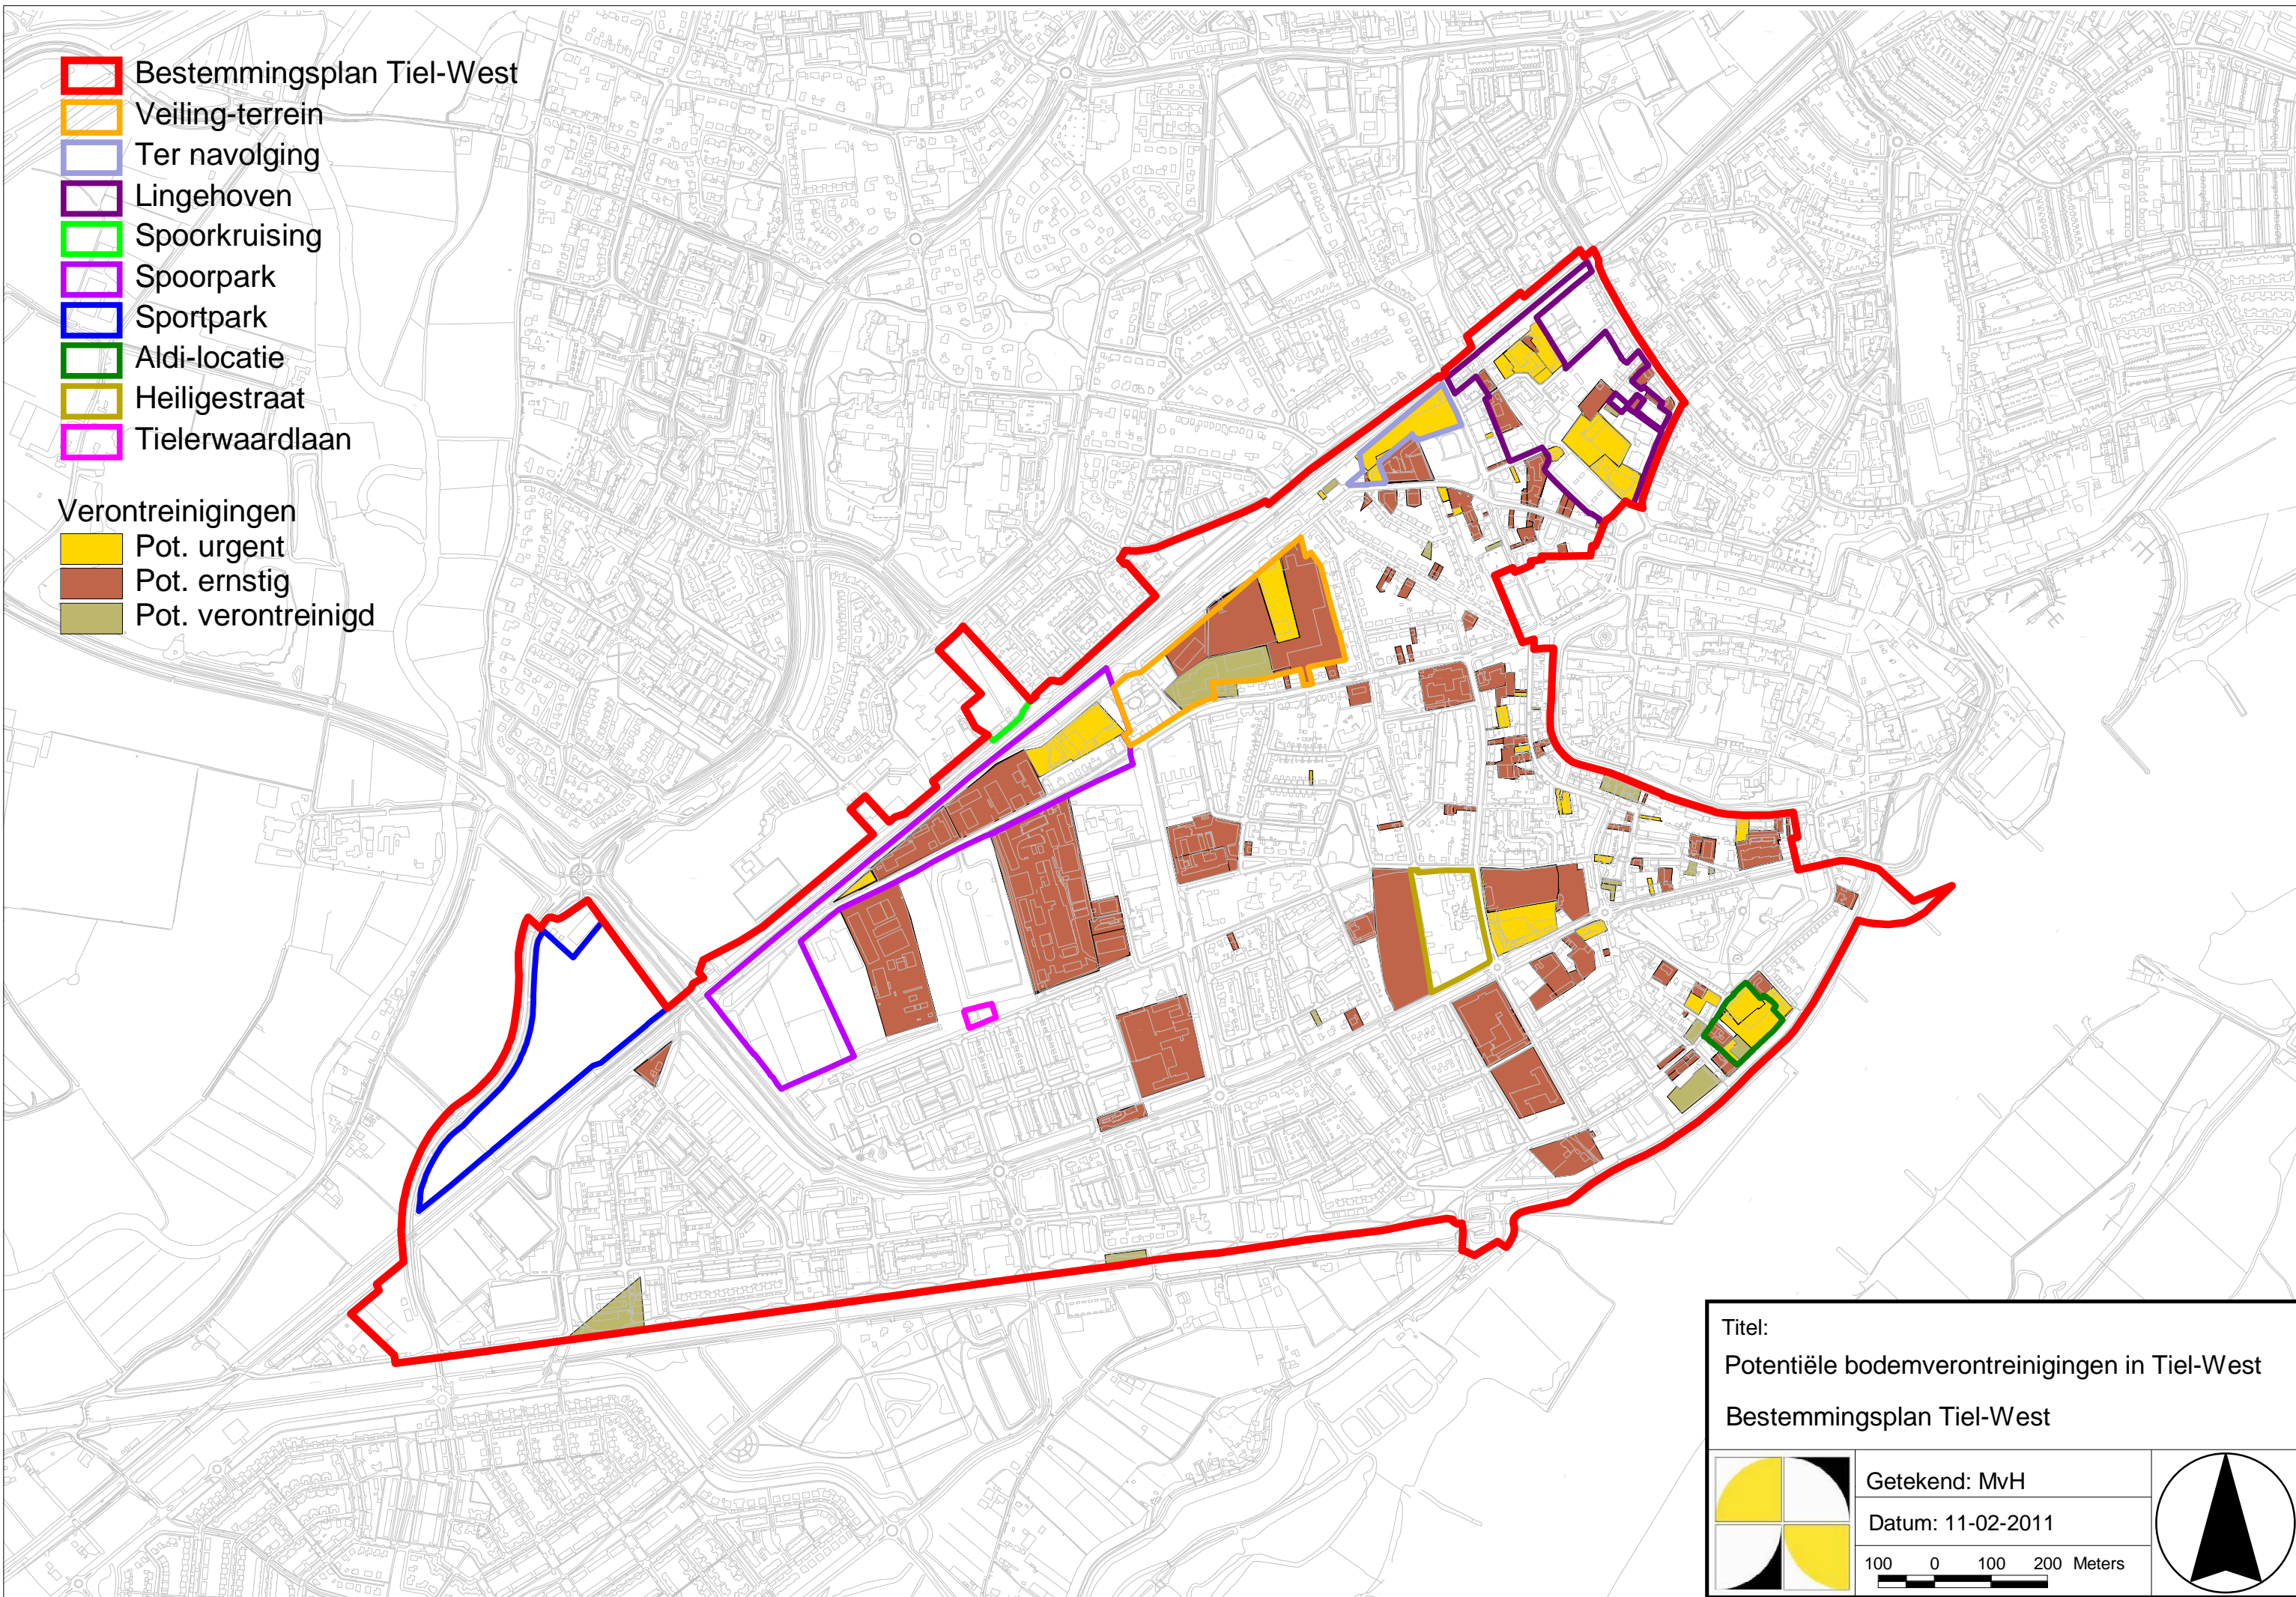 Bestemmingsplan Tiel-West
Veiling-terrein
Ter navolging
Lingehoven
Spoorkruising
Spoorpark
Sportpark
Aldi-locatie
Heiligestraat
Tielerwaardlaan
Verontreinigingen
Pot. urgent
Pot. ernstig
Pot. verontreinigd
Titel:
Potentiële bodemverontreinigingen in Tiel-West
Bestemmingsplan Tiel-West
Getekend: MvH
Datum: 11-02-2011
100 0 100 200 Meters